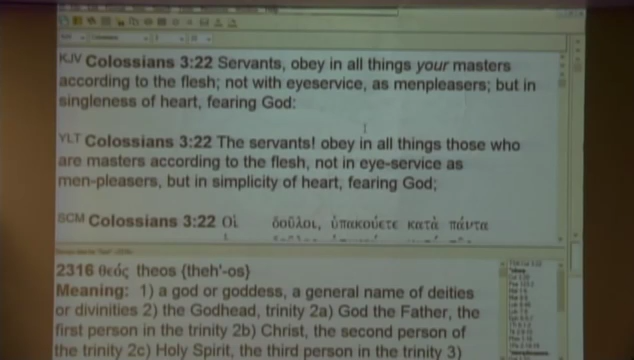 KJV Colossians 3:22 Servants, obey in all things your masters
according to the flesh; not with eyeservice, as menpleasers; but in
singleness of heart, fearing God:
YLT Colossians 3:22 The servants! obey in all things those who
are masters according to the flesh, not in eye-service as
men-pleasers, but in simplicity of heart, fearing God;
SCM Colossians 3:22 Οἱ δοῦλοι, ὑπακούετε κατὰ πάντα
2316 θεός theos {theh'-os}
Meaning: 1) a god or goddess, a general name of deities
or divinities 2) the Godhead, trinity 2a) God the Father, the
first person in the trinity 2b) Christ, the second person of
the trinity 2c) Holy Spirit, the third person in the trinity 3)